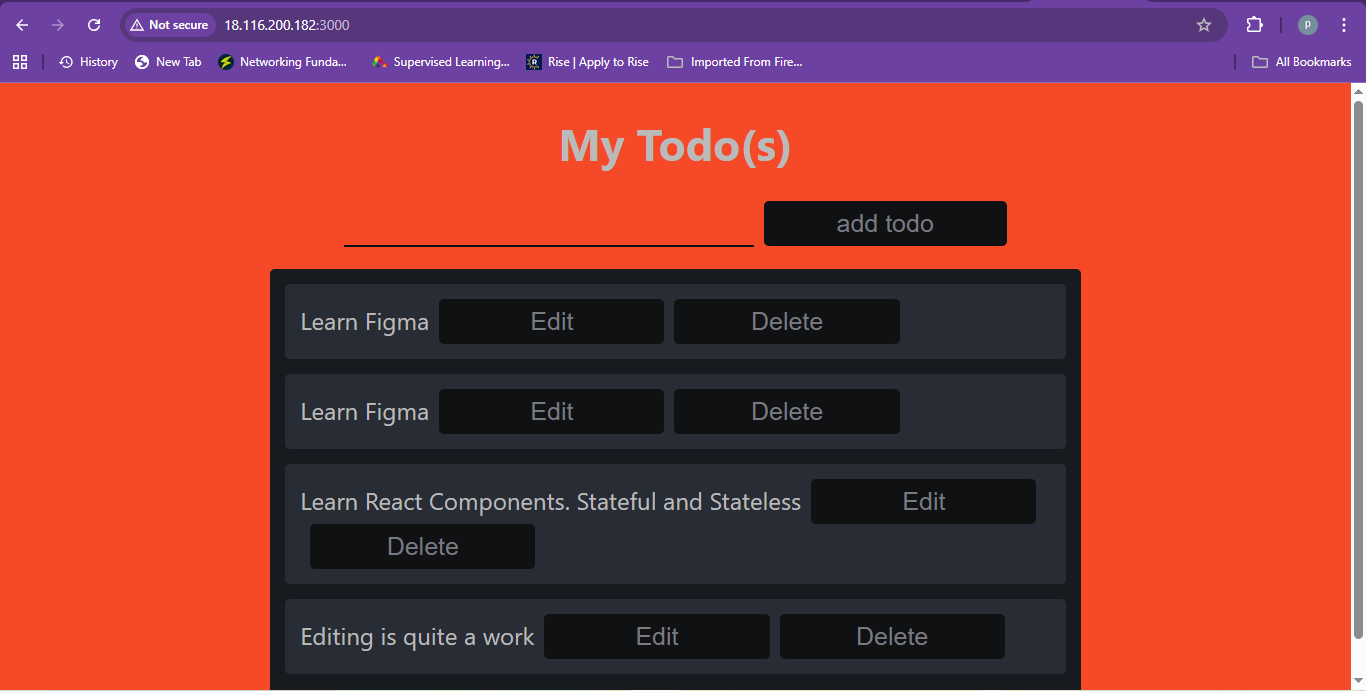 Not secure 18.116.200.182:3000 p
History New Tab Networking Funda... Supervised Learning... R Rise | Apply to Rise Imported From Fire... All Bookmarks
My Todo(s)
add todo
Learn Figma Edit Delete
Learn Figma Edit Delete
Learn React Components. Stateful and Stateless Edit
Delete
Editing is quite a work Edit Delete